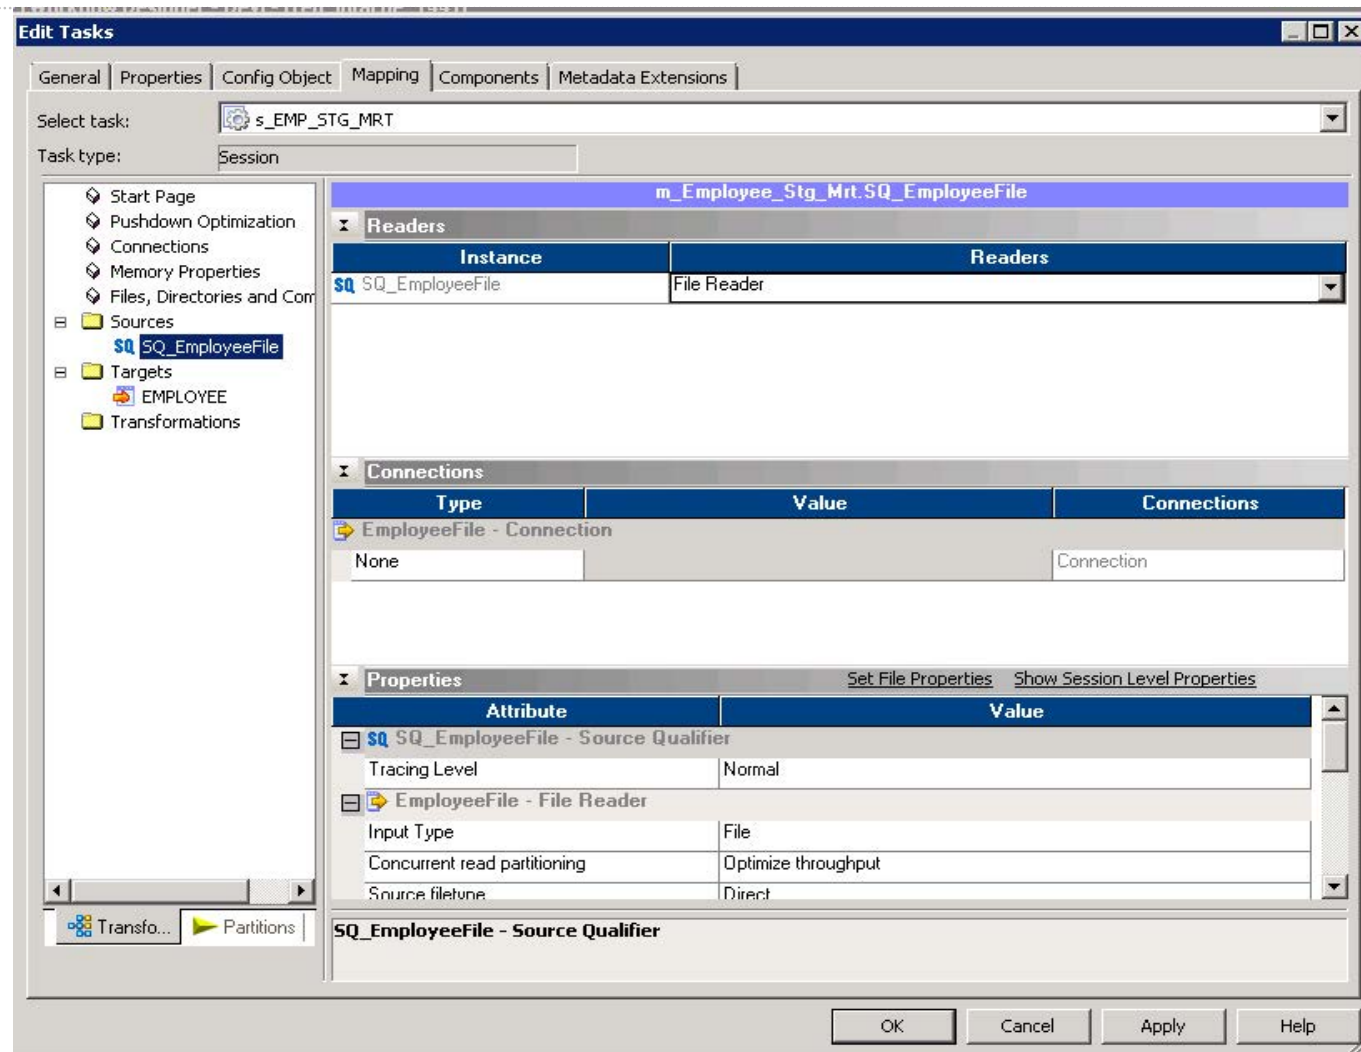 Edit Tasks
General Properties Config Object Mapping Components Metadata Extensions
Select task: s_EMP_STG_MRT
Task type: Session
Start Page
Pushdown Optimization
Connections
Memory Properties
Files, Directories and Com
Sources
SQ SQ_EmployeeFile
Targets
EMPLOYEE
Transformations
Transfo... Partitions
m_Employee_Stg_Mrt.SQ_EmployeeFile
Readers
Instance Readers
SQ SQ_EmployeeFile File Reader
Connections
Type Value Connections
EmployeeFile - Connection
None Connection
Properties Set File Properties Show Session Level Properties
Attribute Value
SQ SQ_EmployeeFile - Source Qualifier
Tracing Level Normal
EmployeeFile - File Reader
Input Type File
Concurrent read partitioning Optimize throughput
Source filetype Direct
SQ_EmployeeFile - Source Qualifier
OK Cancel Apply Help